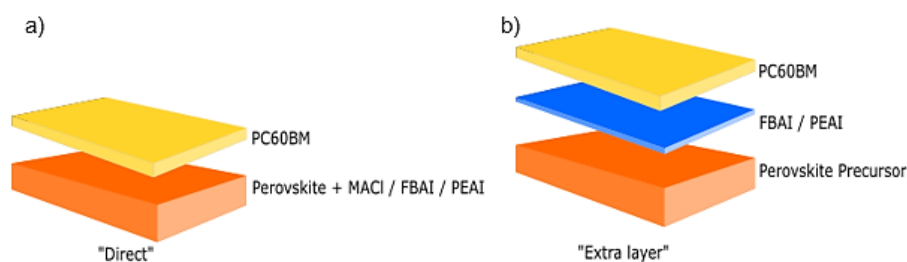 a)
PC60BM
Perovskite + MACl / FBAI / PEAI
"Direct"
b)
PC60BM
FBAI / PEAI
Perovskite Precursor
"Extra layer"